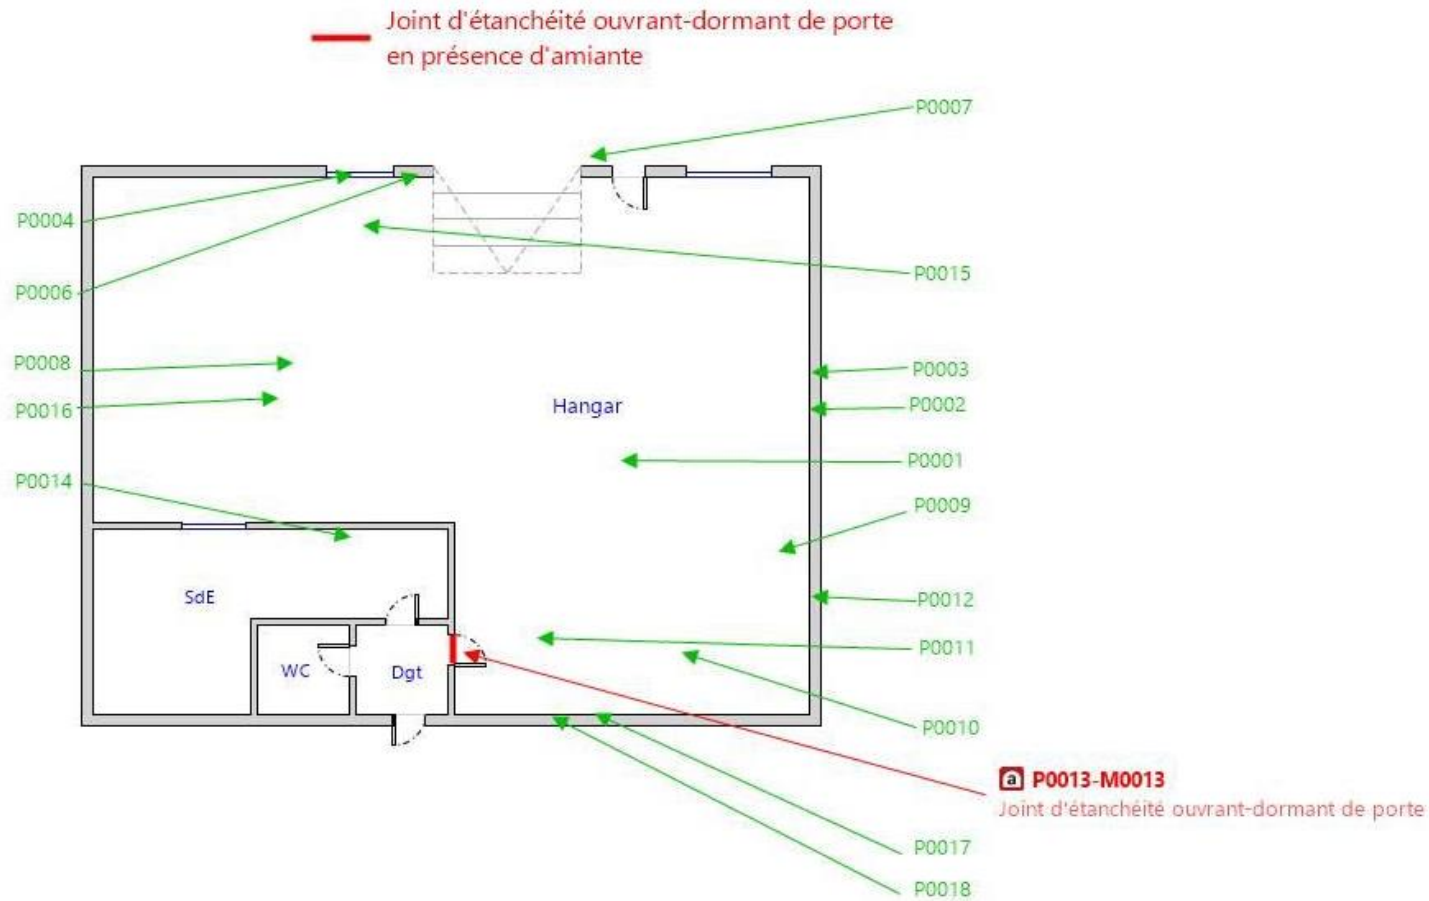 Joint d'étanchéité ouvrant-dormant de porte
en présence d'amiante
P0007
P0004
P0015
P0006
P0008
P0003
P0016
Hangar
P0002
P0001
P0014
P0009
SdE
P0012
P0011
WC
Dgt
P0010
a P0013-M0013
Joint d'étanchéité ouvrant-dormant de porte
P0017
P0018